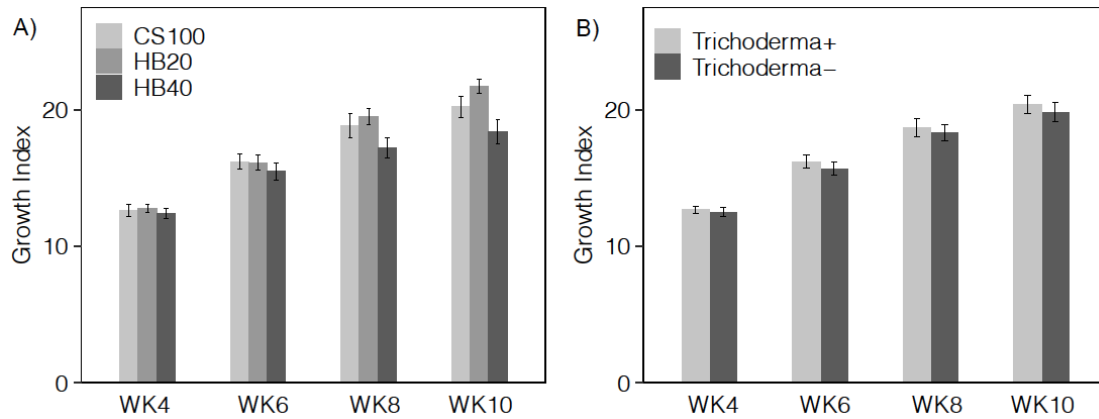 A)
CS100
HB20
HB40
Growth Index
20
10
0
WK4 WK6 WK8 WK10
B)
Trichoderma+
Trichoderma−
Growth Index
20
10
0
WK4 WK6 WK8 WK10